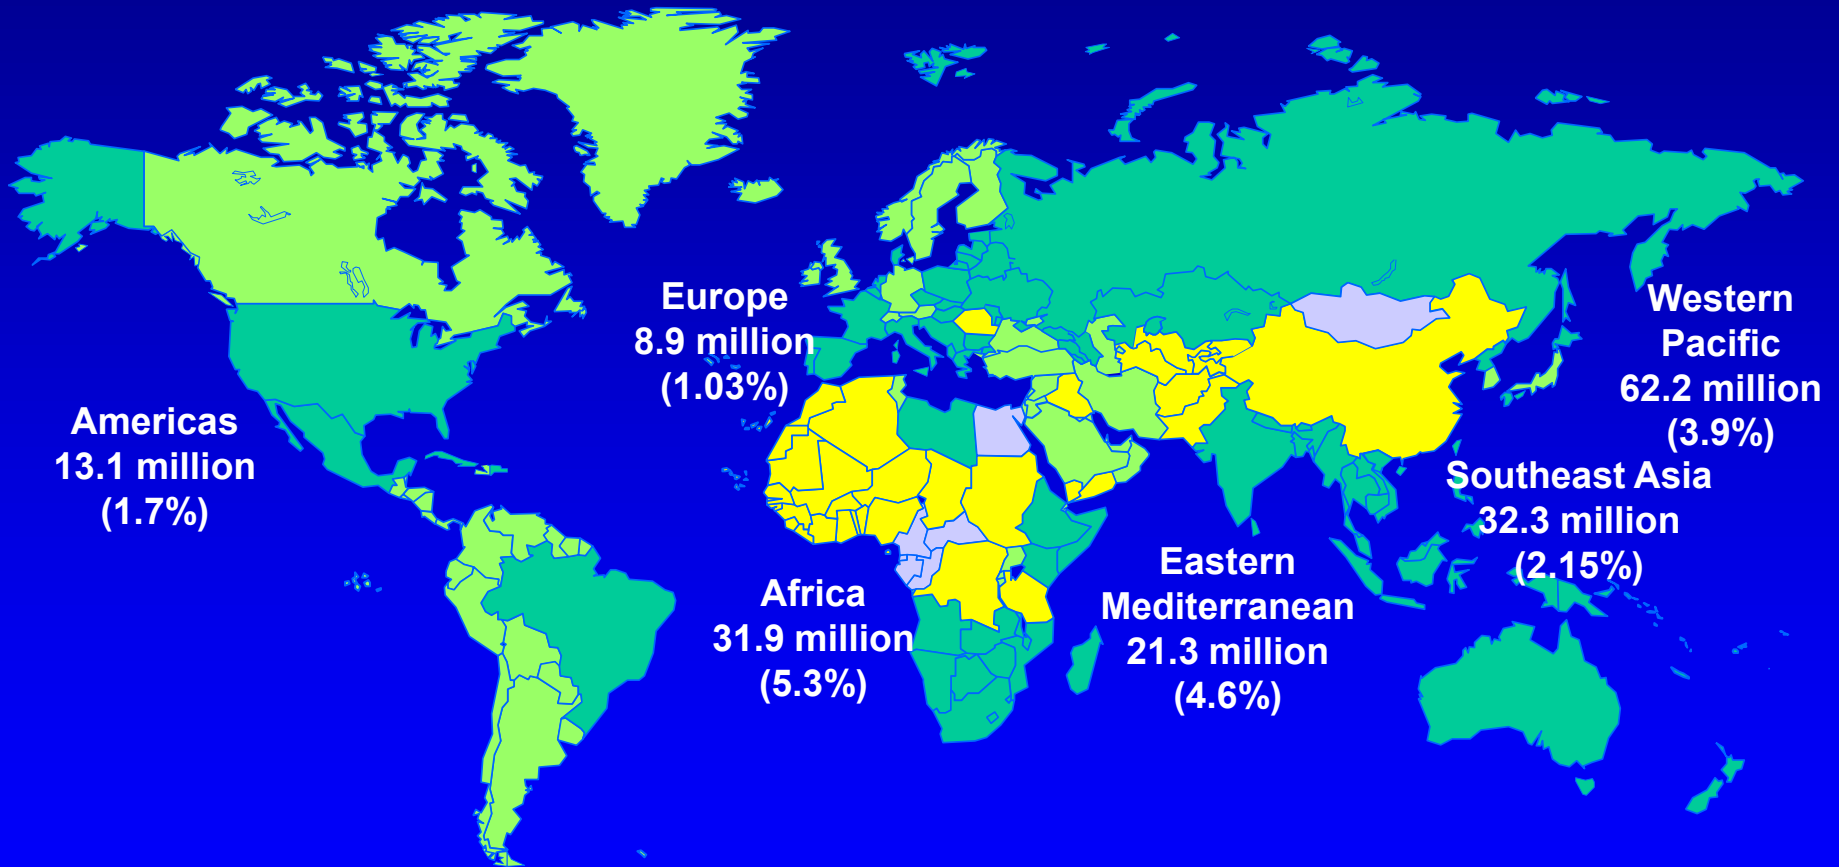 Europe
8.9 million
(1.03%)
Western
Pacific
62.2 million
(3.9%)
Americas
13.1 million
(1.7%)
Southeast Asia
32.3 million
(2.15%)
Africa
31.9 million
(5.3%)
Eastern
Mediterranean
21.3 million
(4.6%)